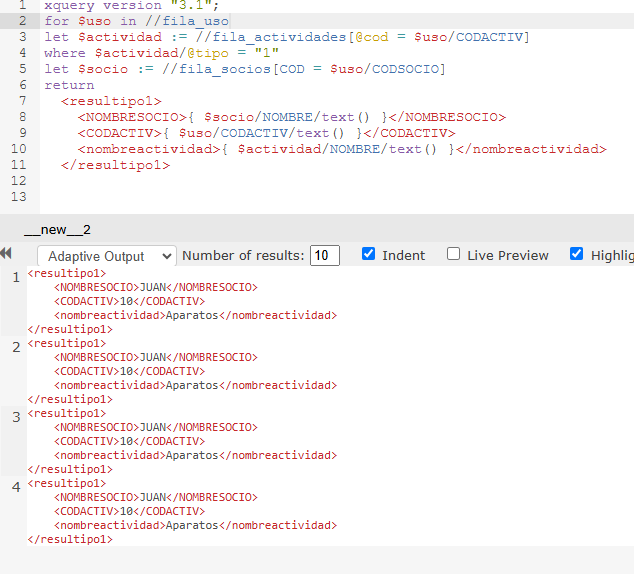 1 xquery version "3.1";
2 for $uso in //fila_uso
3 let $actividad := //fila_actividades[@cod = $uso/CODACTIV]
4 where $actividad/@tipo = "1"
5 let $socio := //fila_socios[COD = $uso/CODSOCIO]
6 return
7 <resultipo1>
8 <NOMBRESOCIO>{ $socio/NOMBRE/text() }</NOMBRESOCIO>
9 <CODACTIV>{ $uso/CODACTIV/text() }</CODACTIV>
10 <nombreactividad>{ $actividad/NOMBRE/text() }</nombreactividad>
11 </resultipo1>
12
13
__new__2
Adaptive Output Number of results: 10 Indent Live Preview Highlig
1 <resultipo1>
<NOMBRESOCIO>JUAN</NOMBRESOCIO>
<CODACTIV>10</CODACTIV>
<nombreactividad>Aparatos</nombreactividad>
</resultipo1>
2 <resultipo1>
<NOMBRESOCIO>JUAN</NOMBRESOCIO>
<CODACTIV>10</CODACTIV>
<nombreactividad>Aparatos</nombreactividad>
</resultipo1>
3 <resultipo1>
<NOMBRESOCIO>JUAN</NOMBRESOCIO>
<CODACTIV>10</CODACTIV>
<nombreactividad>Aparatos</nombreactividad>
</resultipo1>
4 <resultipo1>
<NOMBRESOCIO>JUAN</NOMBRESOCIO>
<CODACTIV>10</CODACTIV>
<nombreactividad>Aparatos</nombreactividad>
</resultipo1>